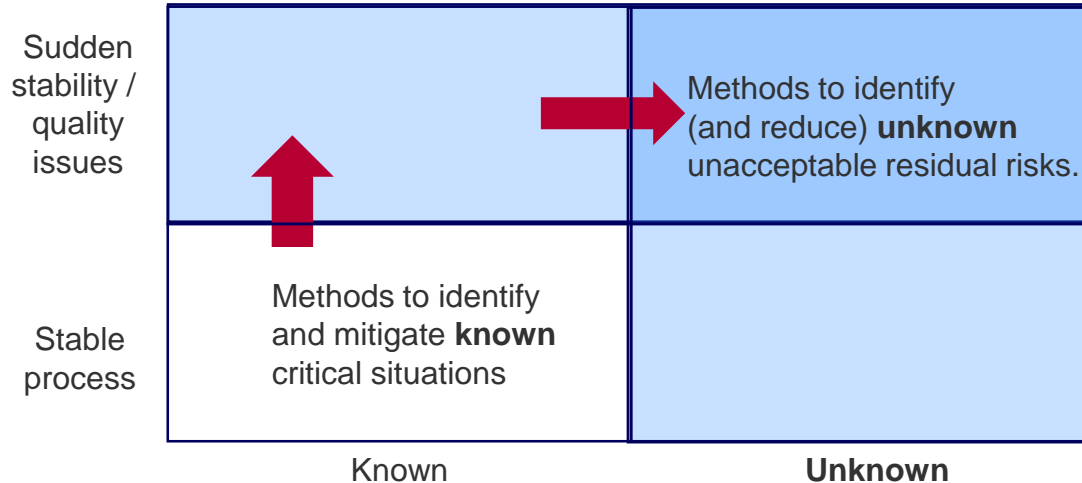 Sudden
stability /
quality
issues
Methods to identify
(and reduce) unknown
unacceptable residual risks.
Stable
process
Methods to identify
and mitigate known
critical situations
Known
Unknown